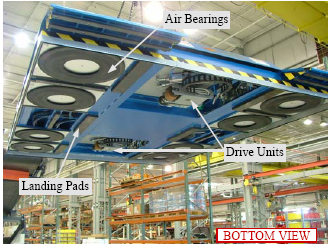 Air Bearings
Drive Units
Landing Pads
BOTTOM VIEW